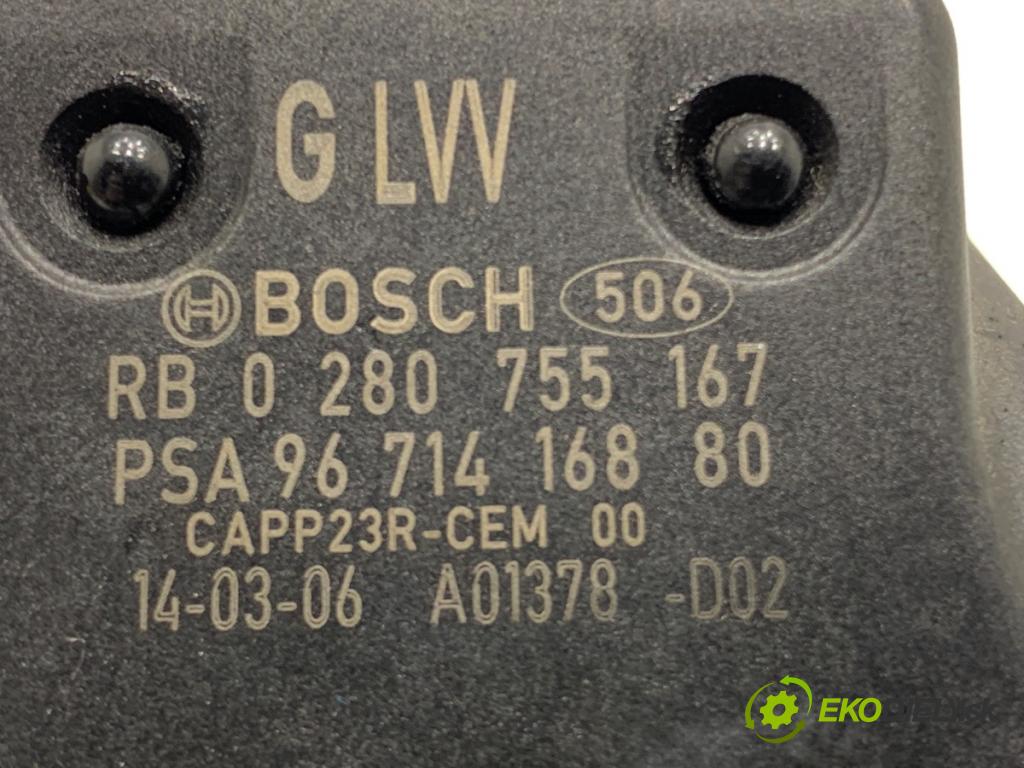 G LW
BOSCH 506
RB 0 280 755 167
PSA 96 714 168 80
CAPP23R-CEM 00
14-03-06 A01378 -D02
EKO